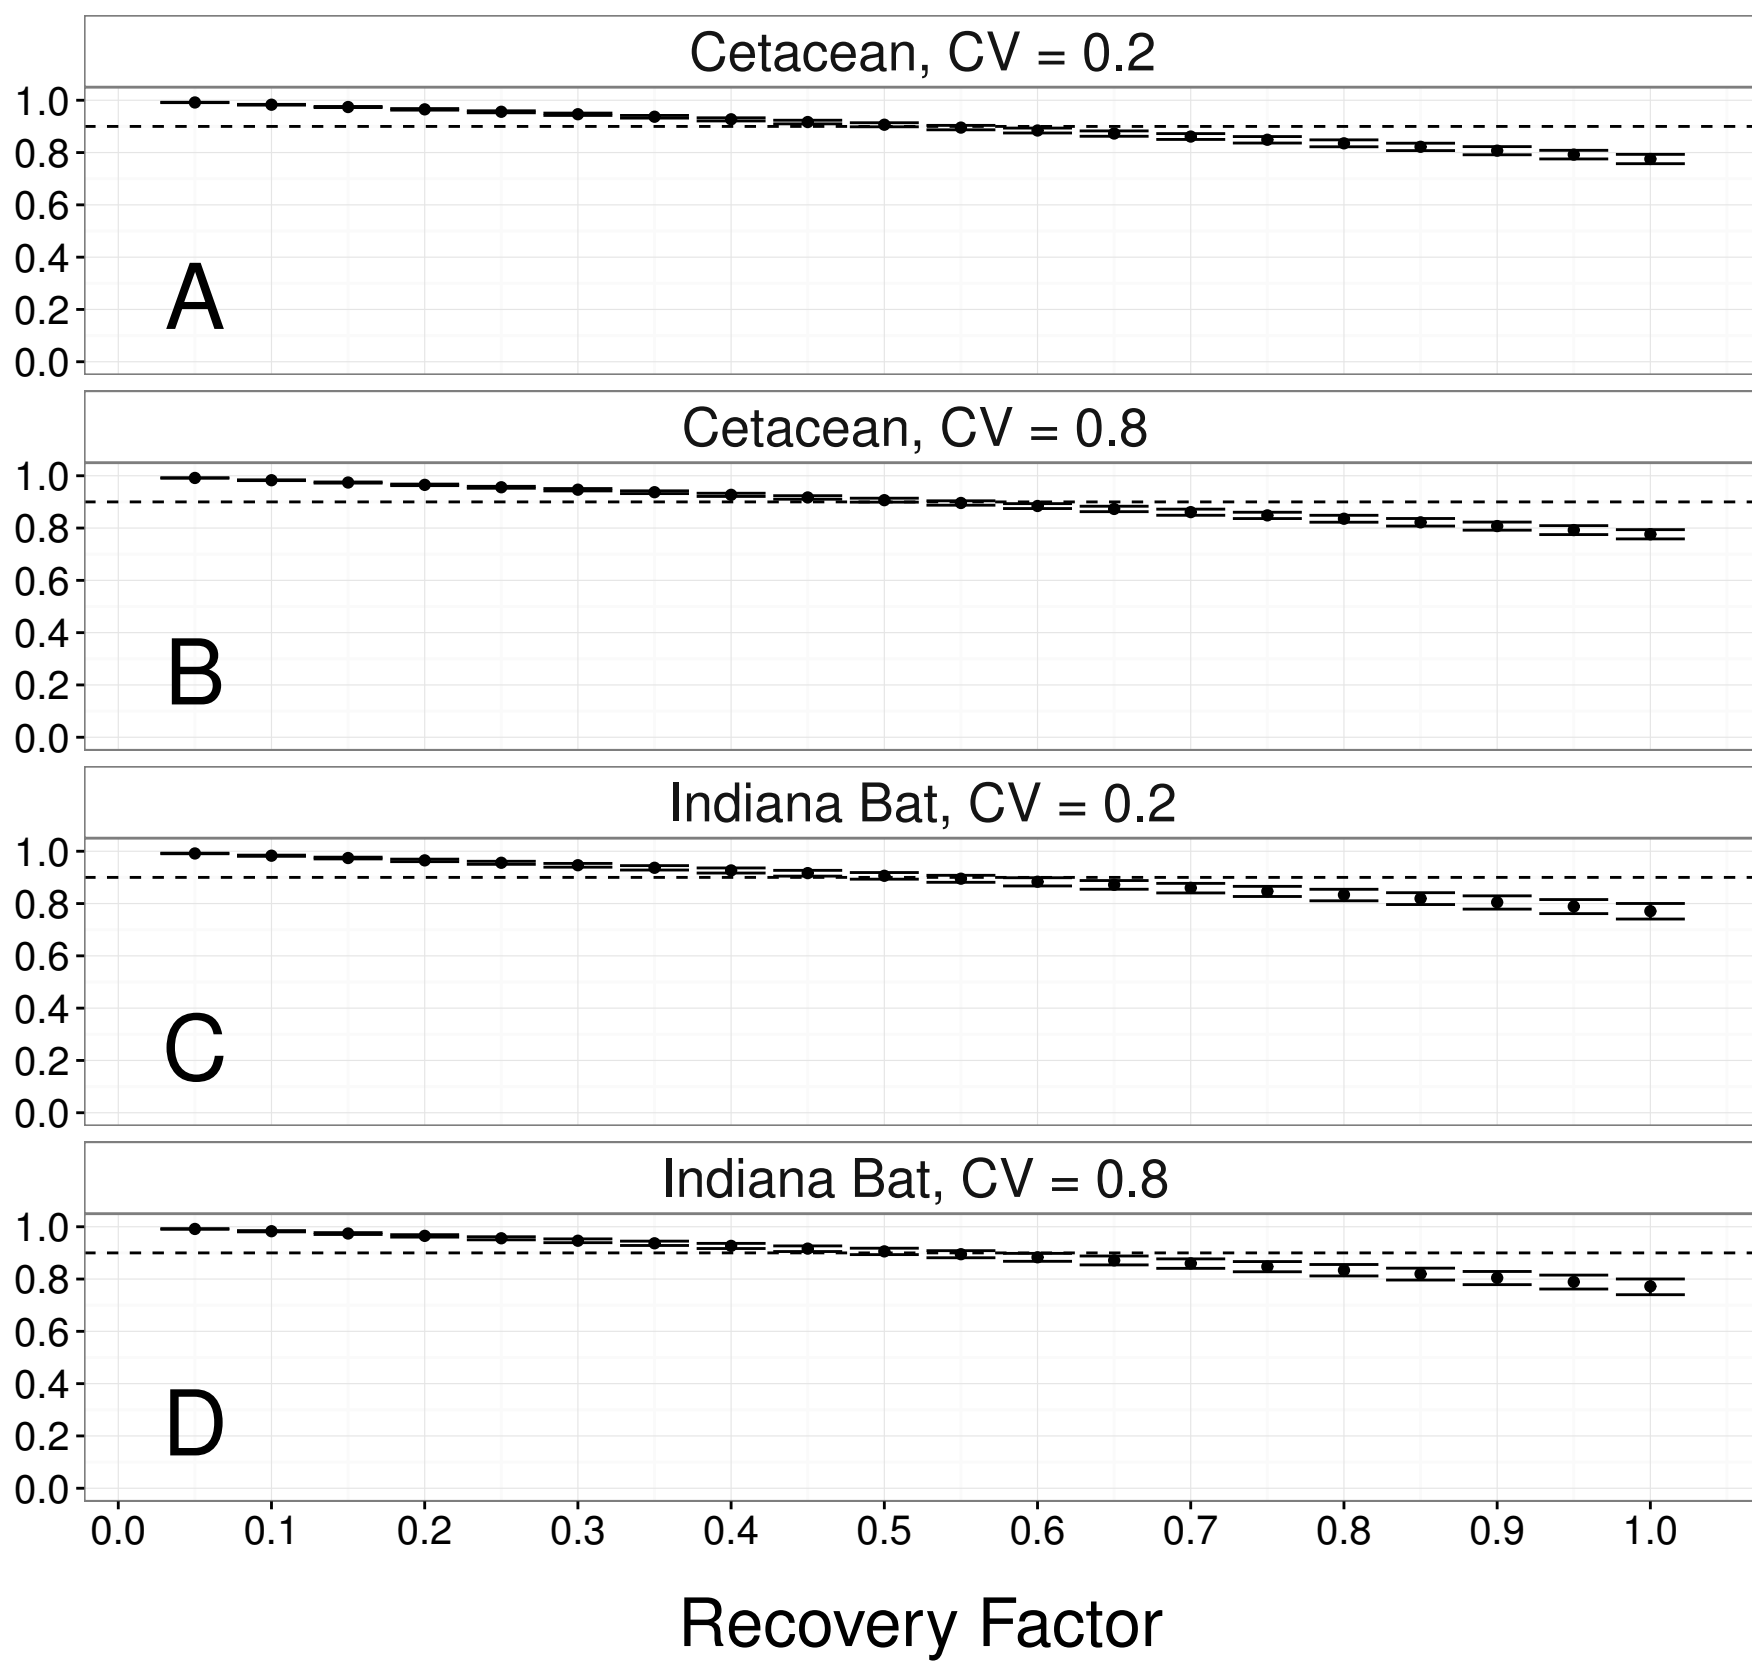 Cetacean, CV = 0.2
1.0
0.8
0.6
0.4
0.2
0.0
A
Cetacean, CV = 0.8
1.0
0.8
0.6
0.4
0.2
0.0
B
Indiana Bat, CV = 0.2
1.0
0.8
0.6
0.4
0.2
0.0
C
Indiana Bat, CV = 0.8
1.0
0.8
0.6
0.4
0.2
0.0
D
0.0 0.1 0.2 0.3 0.4 0.5 0.6 0.7 0.8 0.9 1.0
Recovery Factor